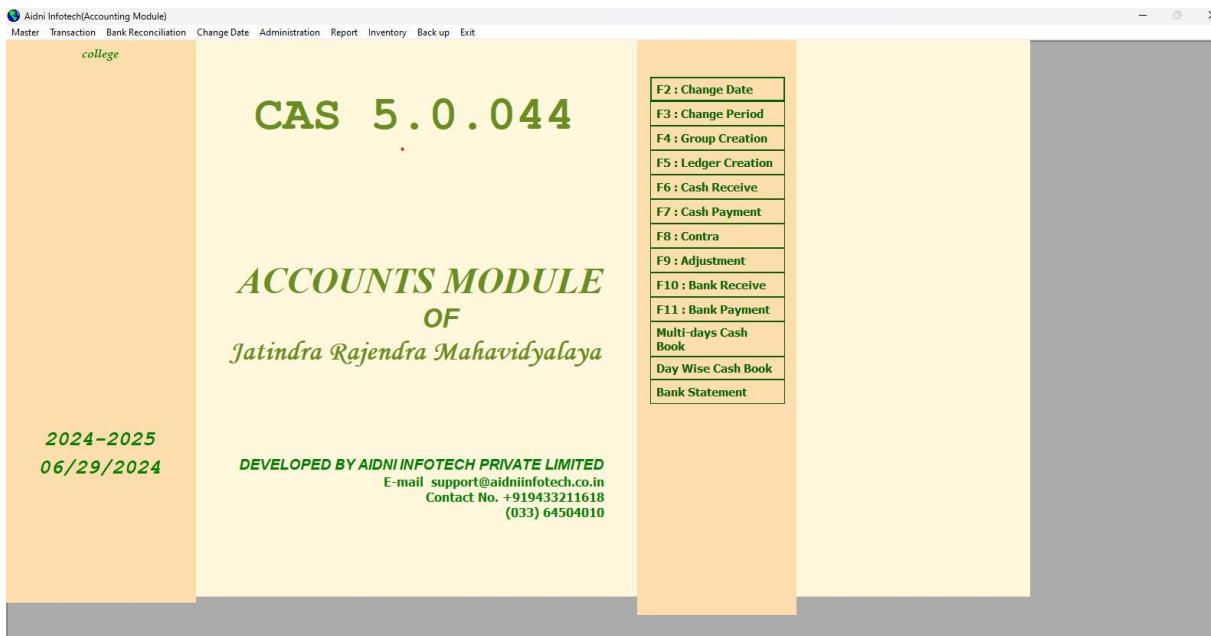 Aidni Infotech(Accounting Module)
Master Transaction Bank Reconciliation Change Date Administration Report Inventory Back up Exit
college
CAS 5.0.044
ACCOUNTS MODULE
OF
Jatindra Rajendra Mahavidyalaya
2024-2025
06/29/2024
DEVELOPED BY AIDNI INFOTECH PRIVATE LIMITED
E-mail support@aidniinfotech.co.in
Contact No. +919433211618
(033) 64504010
F2 : Change Date
F3 : Change Period
F4 : Group Creation
F5 : Ledger Creation
F6 : Cash Receive
F7 : Cash Payment
F8 : Contra
F9 : Adjustment
F10 : Bank Receive
F11 : Bank Payment
Multi-days Cash
Book
Day Wise Cash Book
Bank Statement